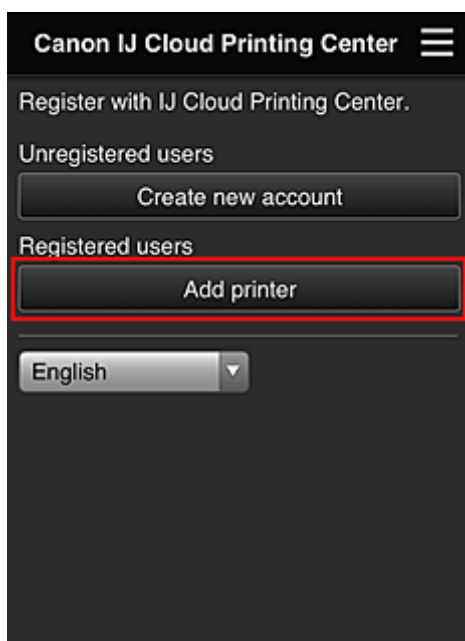 Canon IJ Cloud Printing Center
Register with IJ Cloud Printing Center.
Unregistered users
Create new account
Registered users
Add printer
English